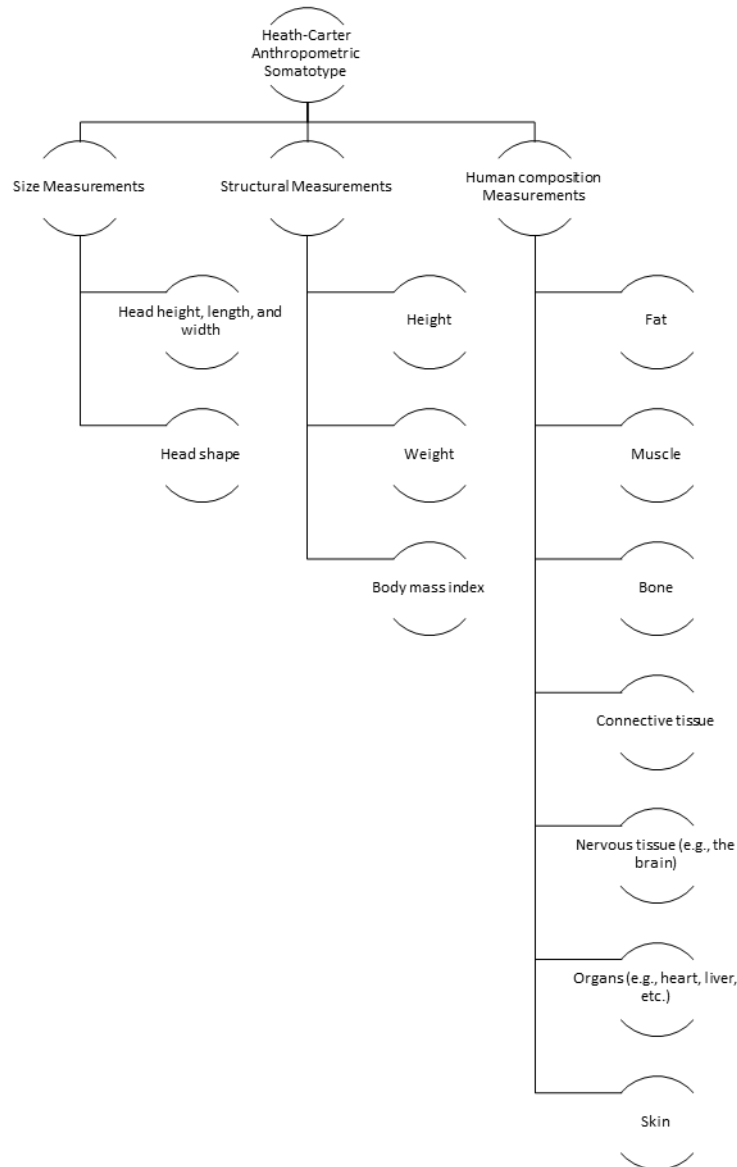 Heath-Carter
Anthropometric
Somatotype
Size Measurements
Structural Measurements
Human composition
Measurements
Head height, length, and
width
Head shape
Height
Weight
Body mass index
Fat
Muscle
Bone
Connective tissue
Nervous tissue (e.g., the
brain)
Organs (e.g., heart, liver,
etc.)
Skin